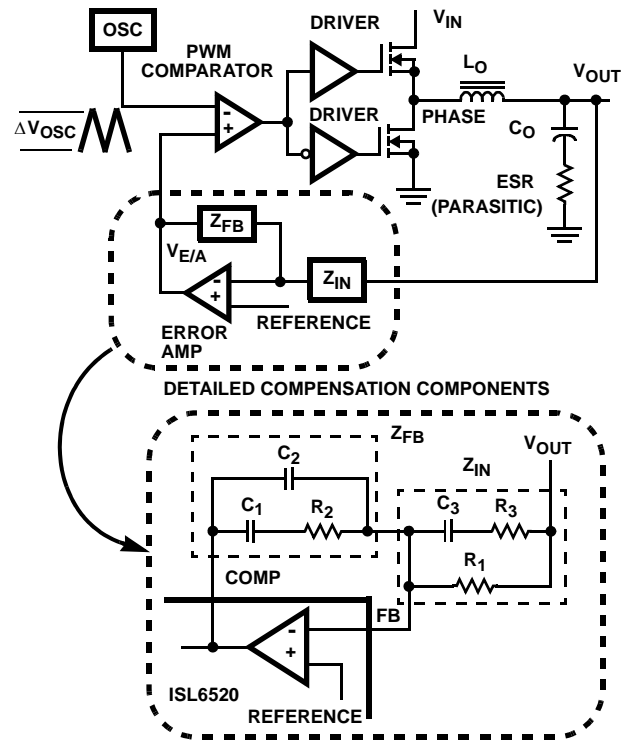 OSC
PWM
COMPARATOR
DRIVER
V_IN
L_O
V_OUT
ΔV_OSC
-
+
DRIVER
PHASE
C_O
ESR
(PARASITIC)
Z_FB
V_E/A
-
+
Z_IN
REFERENCE
ERROR
AMP
DETAILED COMPENSATION COMPONENTS
Z_FB
C_2
V_OUT
Z_IN
C_1
R_2
C_3
R_3
R_1
COMP
FB
-
+
ISL6520
REFERENCE